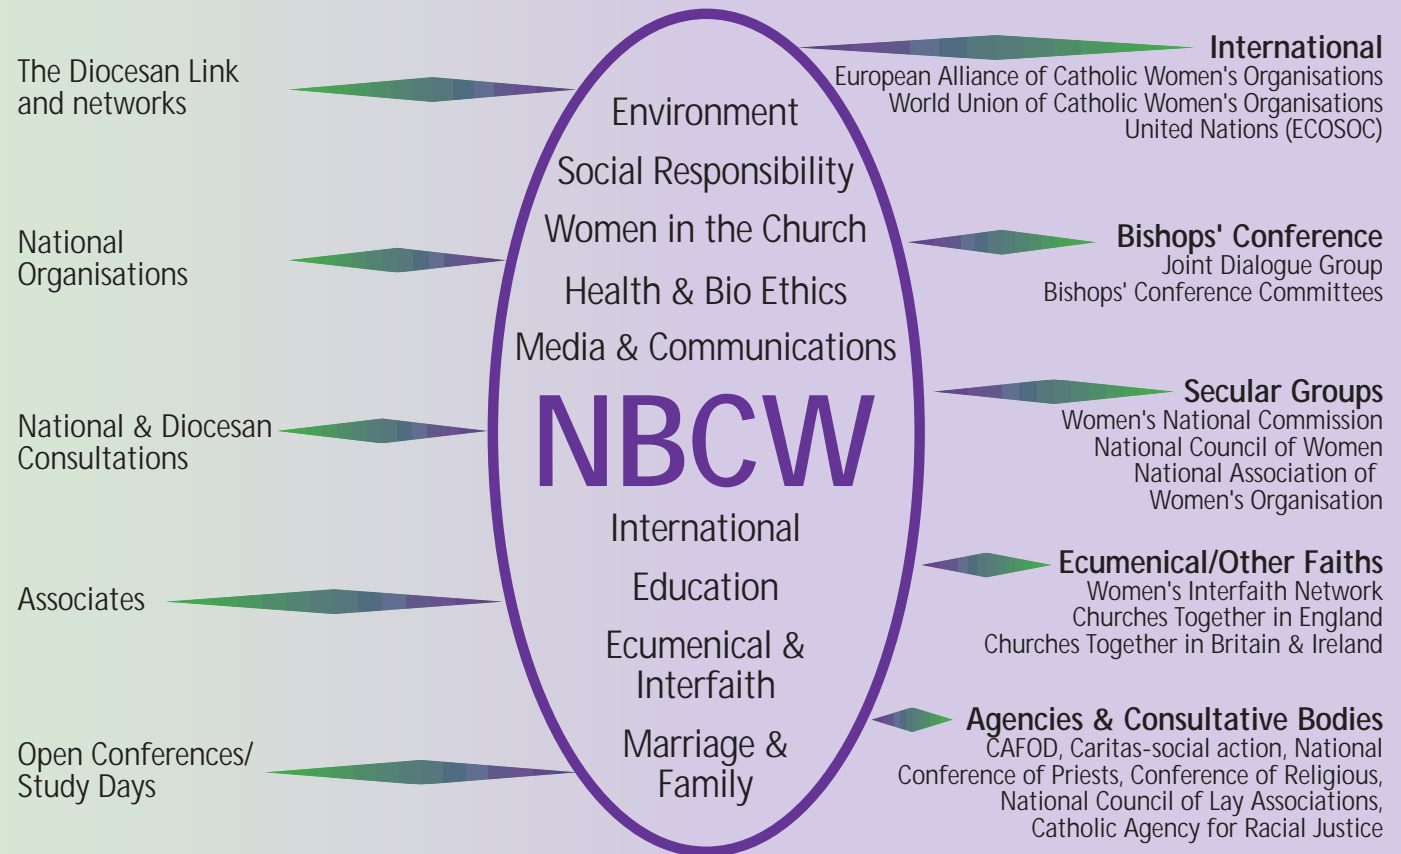 The Diocesan Link
and networks
National
Organisations
National & Diocesan
Consultations
Associates
Open Conferences/
Study Days
Environment
Social Responsibility
Women in the Church
Health & Bio Ethics
Media & Communications
NBCW
International
Education
Ecumenical &
Interfaith
Marriage &
Family
International
European Alliance of Catholic Women's Organisations
World Union of Catholic Women's Organisations
United Nations (ECOSOC)
Bishops' Conference
Joint Dialogue Group
Bishops' Conference Committees
Secular Groups
Women's National Commission
National Council of Women
National Association of
Women's Organisation
Ecumenical/Other Faiths
Women's Interfaith Network
Churches Together in England
Churches Together in Britain & Ireland
Agencies & Consultative Bodies
CAFOD, Caritas-social action, National
Conference of Priests, Conference of Religious,
National Council of Lay Associations,
Catholic Agency for Racial Justice